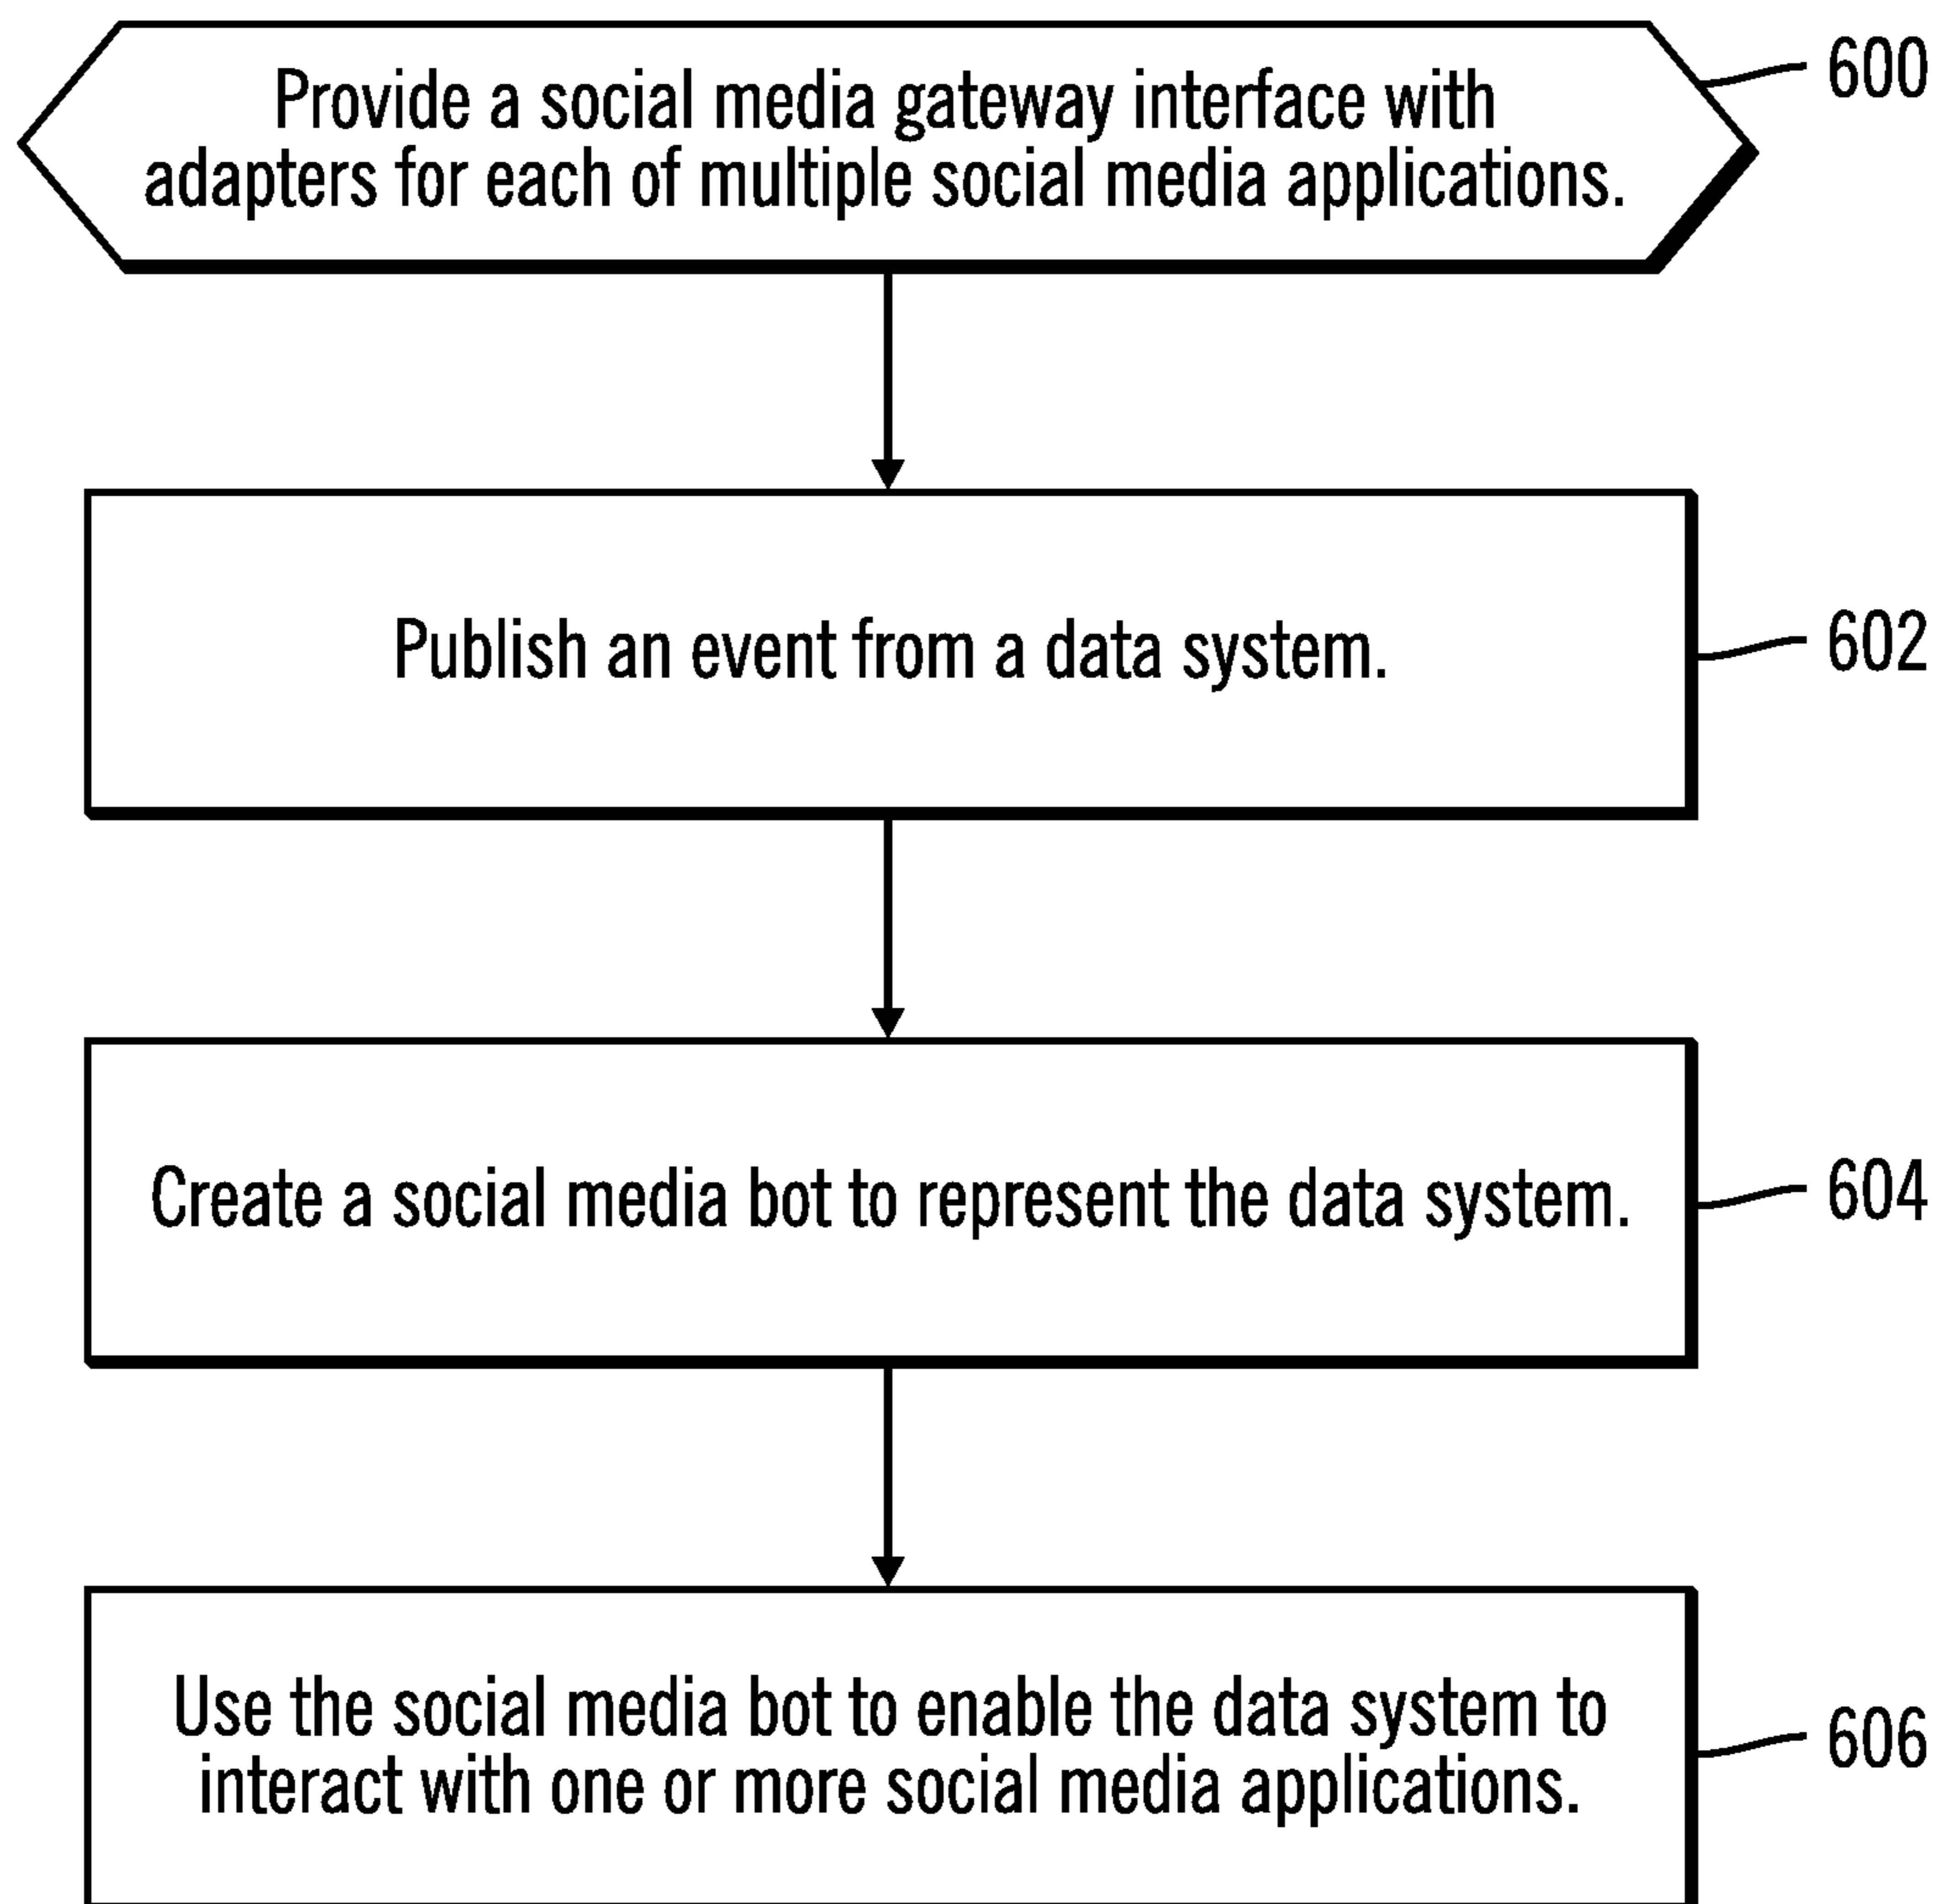 Provide a social media gateway interface with
adapters for each of multiple social media applications.
600
Publish an event from a data system.
602
Create a social media bot to represent the data system.
604
Use the social media bot to enable the data system to
interact with one or more social media applications.
606